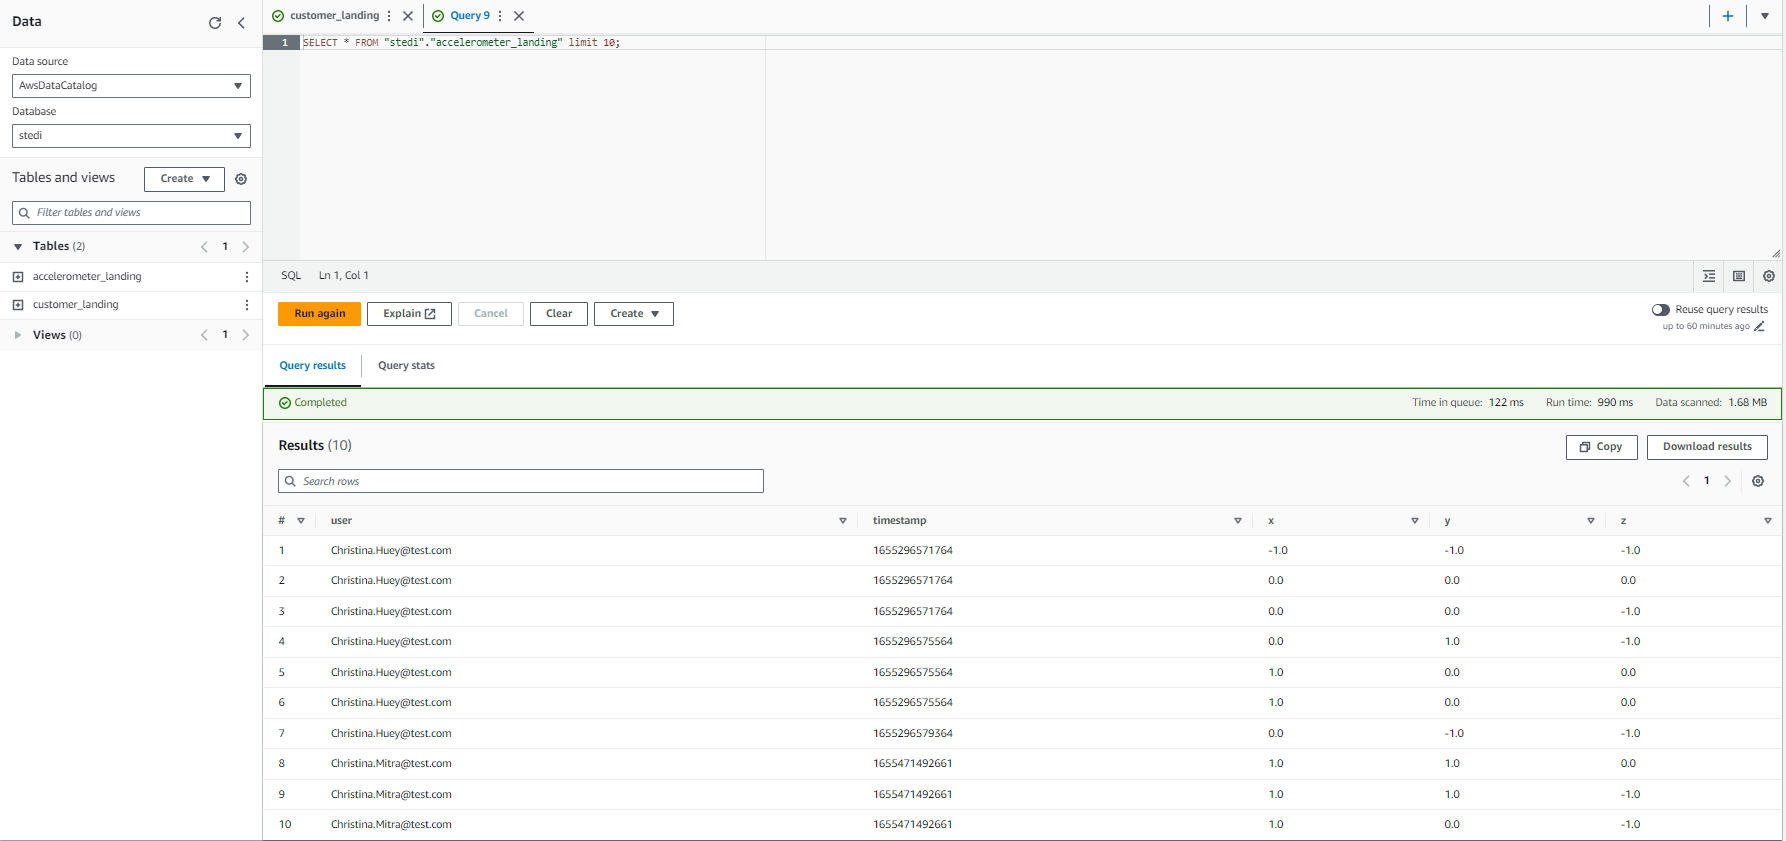 Data
Data source
AwsDataCatalog
Database
stedi
Tables and views
Create
Filter tables and views
Tables (2)
1
accelerometer_landing
customer_landing
Views (0)
1
customer_landing
Query 9
1 SELECT * FROM "stedi"."accelerometer_landing" limit 10;
SQL Ln 1, Col 1
Run again Explain Cancel Clear Create
Reuse query results
up to 60 minutes ago
Query results Query stats
Completed Time in queue: 122 ms Run time: 990 ms Data scanned: 1.68 MB
Results (10) Copy Download results
Search rows 1
# user timestamp x y z
1 Christina.Huey@test.com 1655296571764 -1.0 -1.0 -1.0
2 Christina.Huey@test.com 1655296571764 0.0 0.0 0.0
3 Christina.Huey@test.com 1655296571764 0.0 0.0 -1.0
4 Christina.Huey@test.com 1655296575564 0.0 1.0 -1.0
5 Christina.Huey@test.com 1655296575564 1.0 0.0 0.0
6 Christina.Huey@test.com 1655296575564 1.0 0.0 0.0
7 Christina.Huey@test.com 1655296579364 0.0 -1.0 -1.0
8 Christina.Mitra@test.com 1655471492661 1.0 1.0 0.0
9 Christina.Mitra@test.com 1655471492661 1.0 1.0 -1.0
10 Christina.Mitra@test.com 1655471492661 1.0 0.0 -1.0